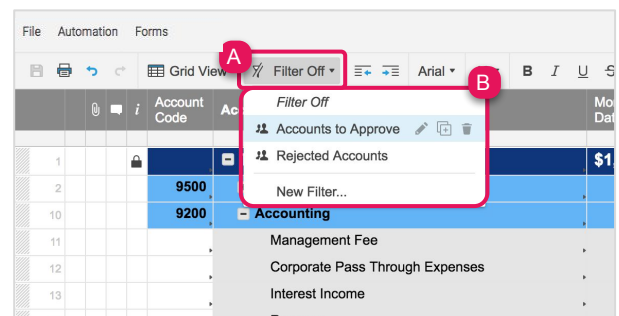 File Automation Forms
A
Grid View Filter Off Arial B I U S
B
Account Code
Filter Off
Accounts to Approve
Rejected Accounts
New Filter...
1
2 9500
10 9200 Accounting
11 Management Fee
12 Corporate Pass Through Expenses
13 Interest Income